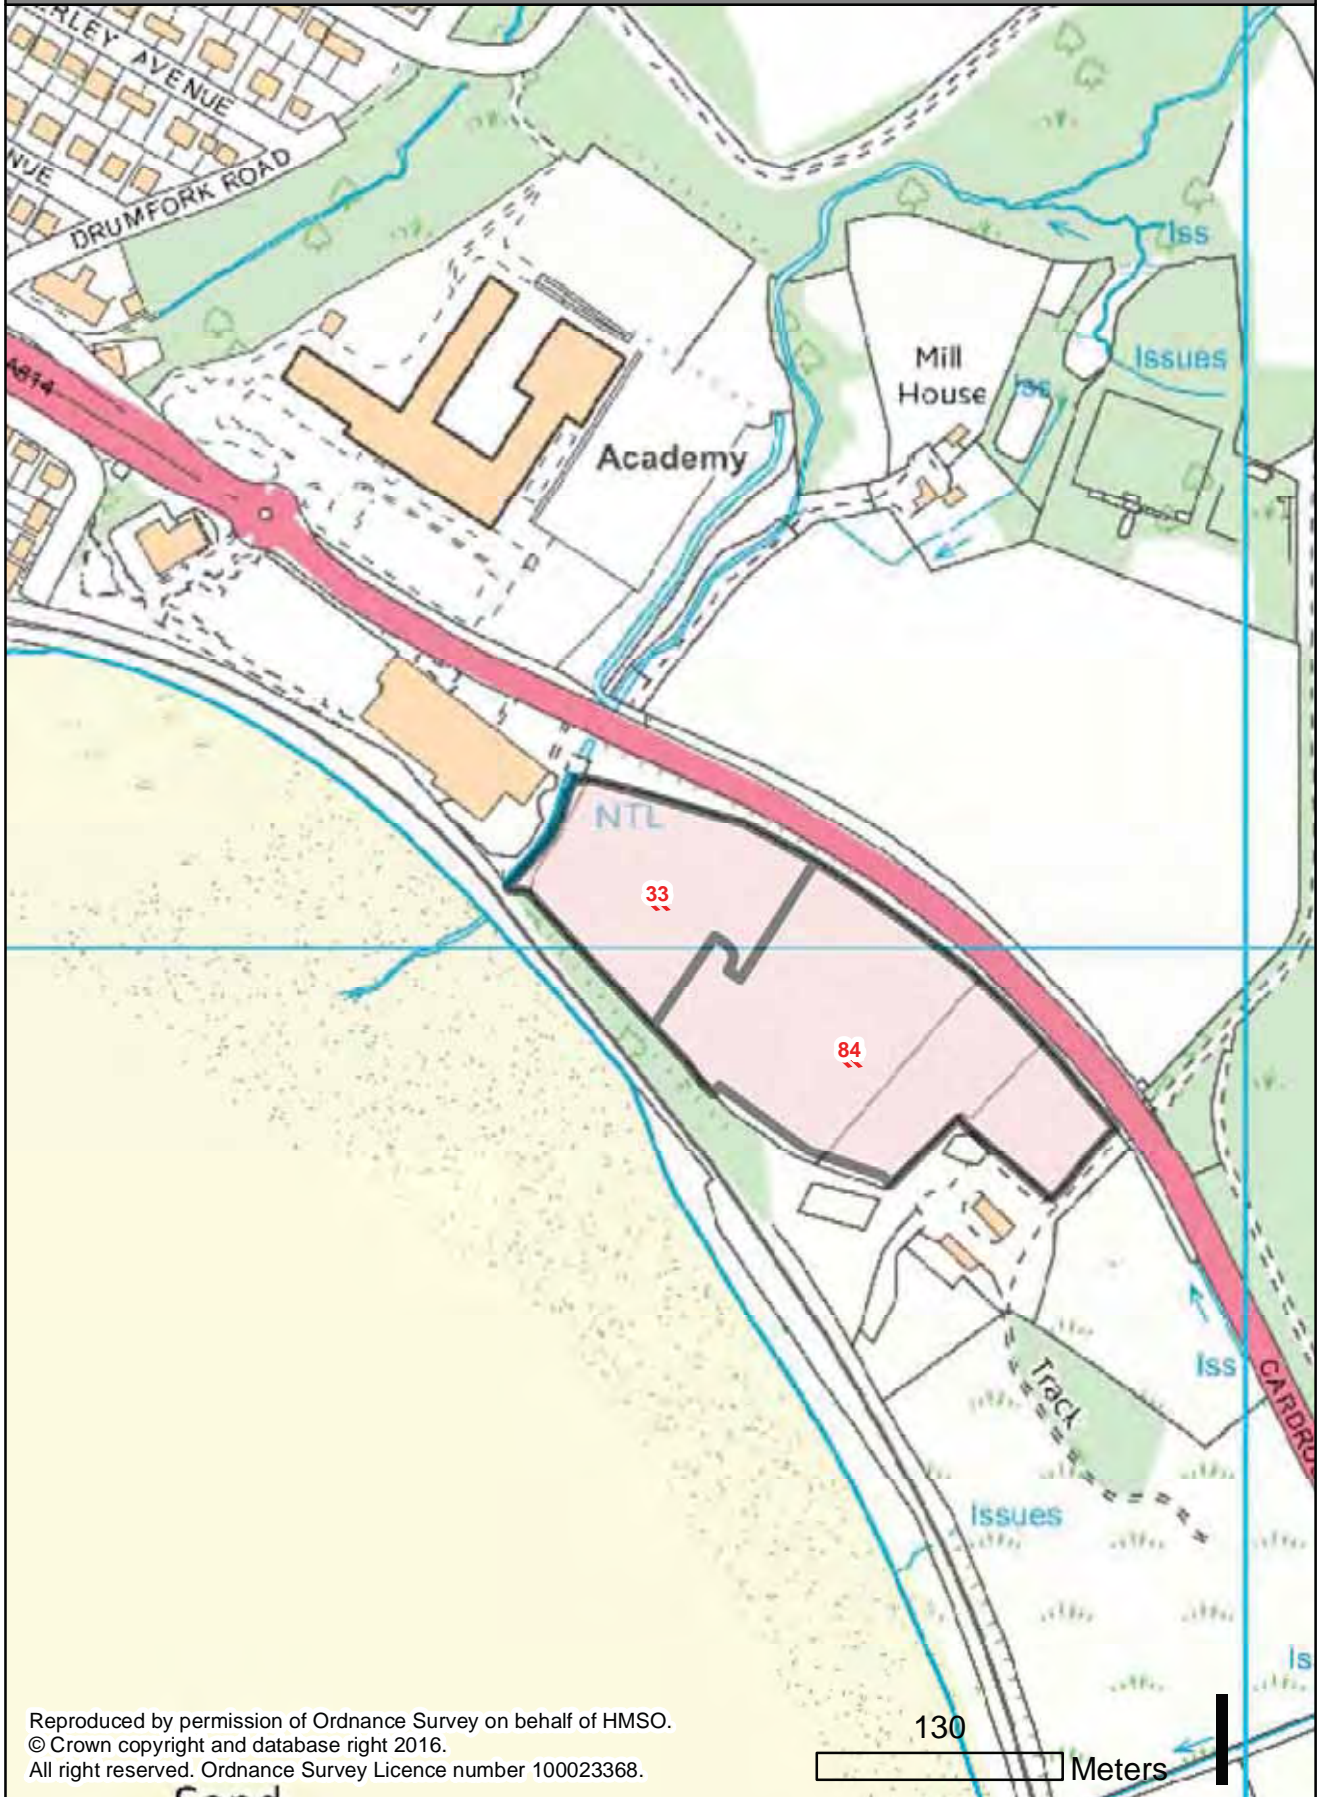 ERLEY AVENUE
NUE
DRUMFORK ROAD
A814
Iss
Issues
Mill
House
Iss
Academy
NTL
33
84
Track
Iss
CARDRO
Issues
Is
Reproduced by permission of Ordnance Survey on behalf of HMSO.
© Crown copyright and database right 2016.
All right reserved. Ordnance Survey Licence number 100023368.
130
Meters
Sand